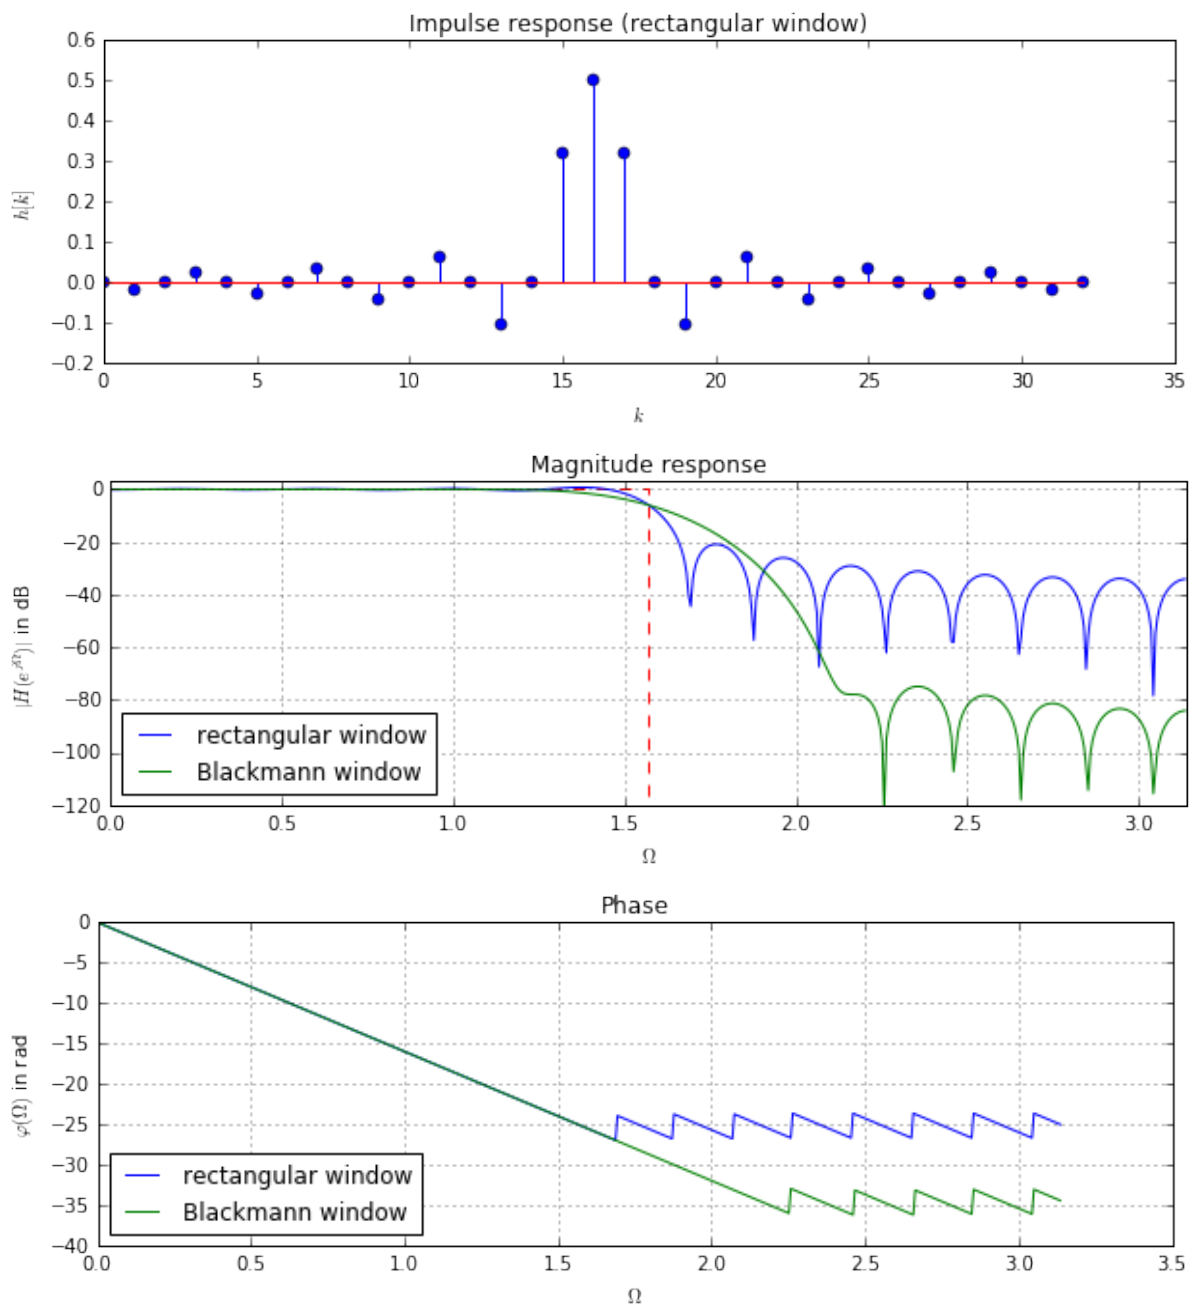 Impulse response (rectangular window)
0.6
0.5
0.4
0.3
0.2
0.1
0.0
−0.1
−0.2
h[k]
0 5 10 15 20 25 30 35
k
Magnitude response
0
−20
−40
−60
−80
−100
−120
|H(e^{jΩ})| in dB
rectangular window
Blackmann window
0.0 0.5 1.0 1.5 2.0 2.5 3.0
Ω
Phase
0
−5
−10
−15
−20
−25
−30
−35
−40
φ(Ω) in rad
rectangular window
Blackmann window
0.0 0.5 1.0 1.5 2.0 2.5 3.0 3.5
Ω